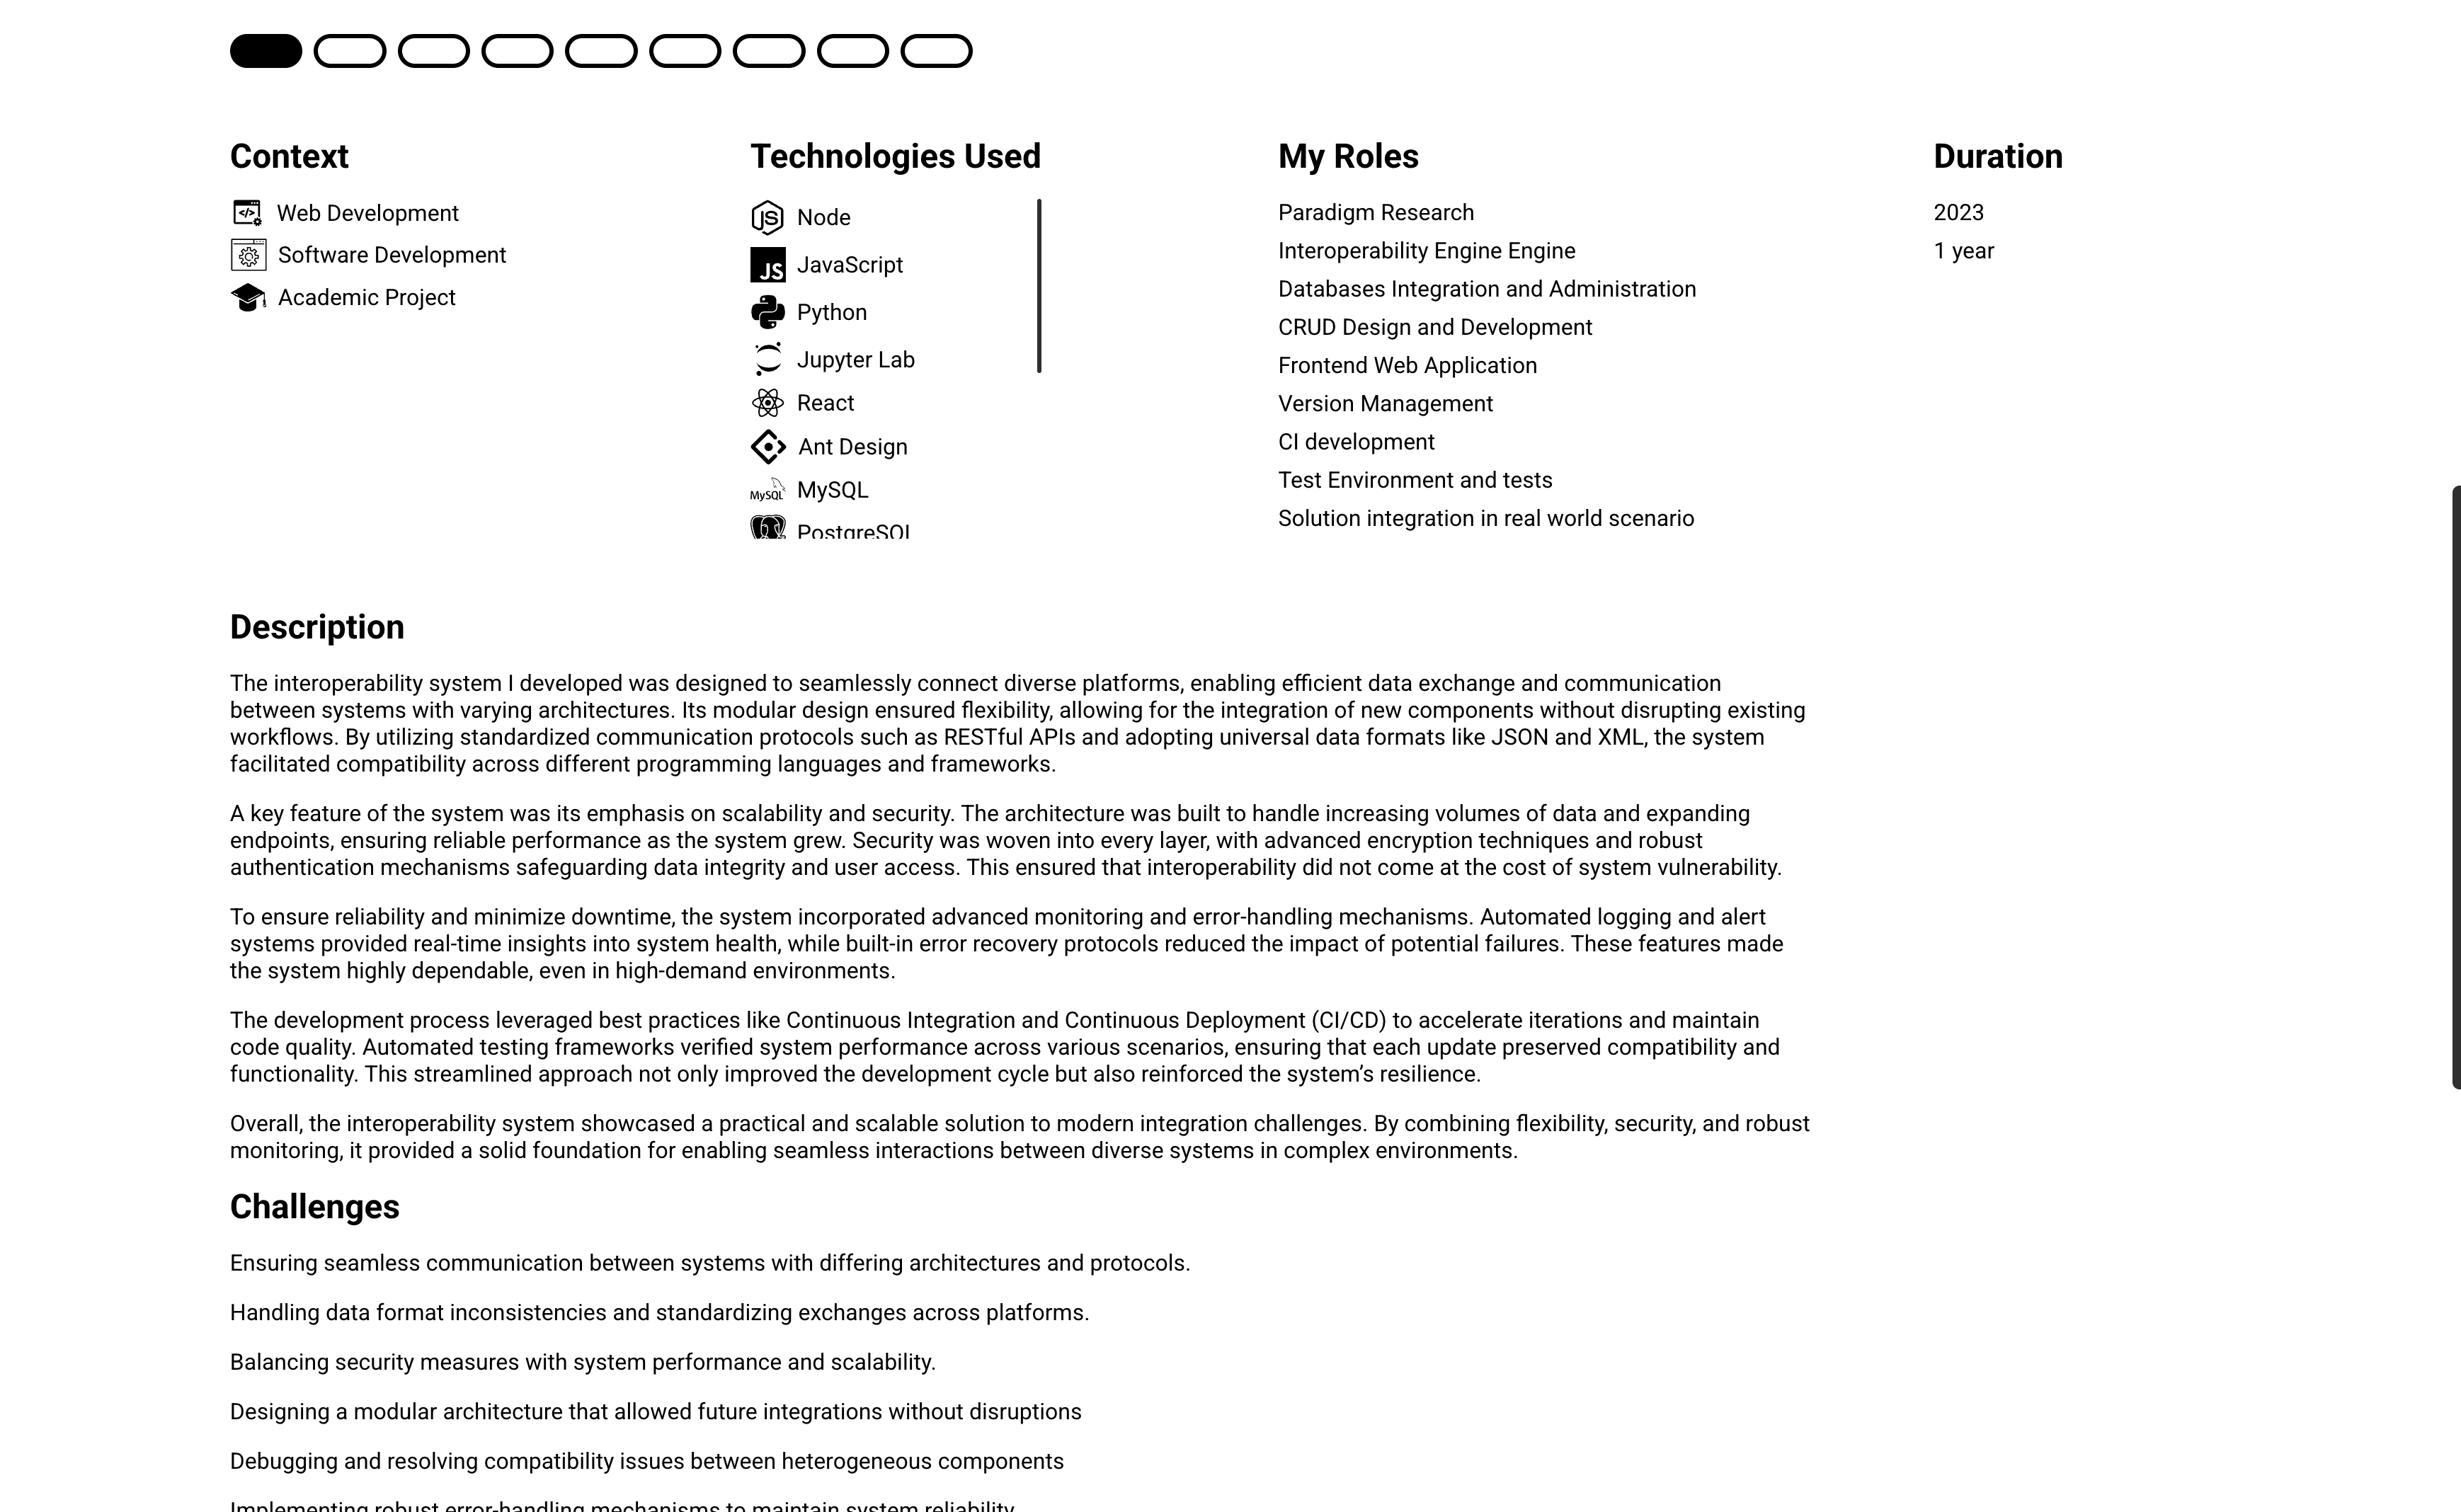 Context
Web Development
Software Development
Academic Project
Technologies Used
Node
JS
JavaScript
Python
Jupyter Lab
React
Ant Design
MySQL
MySQL
PostgreSQL
My Roles
Paradigm Research
Interoperability Engine Engine
Databases Integration and Administration
CRUD Design and Development
Frontend Web Application
Version Management
CI development
Test Environment and tests
Solution integration in real world scenario
Duration
2023
1 year
Description
The interoperability system I developed was designed to seamlessly connect diverse platforms, enabling efficient data exchange and communication
between systems with varying architectures. Its modular design ensured flexibility, allowing for the integration of new components without disrupting existing
workflows. By utilizing standardized communication protocols such as RESTful APIs and adopting universal data formats like JSON and XML, the system
facilitated compatibility across different programming languages and frameworks.
A key feature of the system was its emphasis on scalability and security. The architecture was built to handle increasing volumes of data and expanding
endpoints, ensuring reliable performance as the system grew. Security was woven into every layer, with advanced encryption techniques and robust
authentication mechanisms safeguarding data integrity and user access. This ensured that interoperability did not come at the cost of system vulnerability.
To ensure reliability and minimize downtime, the system incorporated advanced monitoring and error-handling mechanisms. Automated logging and alert
systems provided real-time insights into system health, while built-in error recovery protocols reduced the impact of potential failures. These features made
the system highly dependable, even in high-demand environments.
The development process leveraged best practices like Continuous Integration and Continuous Deployment (CI/CD) to accelerate iterations and maintain
code quality. Automated testing frameworks verified system performance across various scenarios, ensuring that each update preserved compatibility and
functionality. This streamlined approach not only improved the development cycle but also reinforced the system’s resilience.
Overall, the interoperability system showcased a practical and scalable solution to modern integration challenges. By combining flexibility, security, and robust
monitoring, it provided a solid foundation for enabling seamless interactions between diverse systems in complex environments.
Challenges
Ensuring seamless communication between systems with differing architectures and protocols.
Handling data format inconsistencies and standardizing exchanges across platforms.
Balancing security measures with system performance and scalability.
Designing a modular architecture that allowed future integrations without disruptions
Debugging and resolving compatibility issues between heterogeneous components
Implementing robust error-handling mechanisms to maintain system reliability